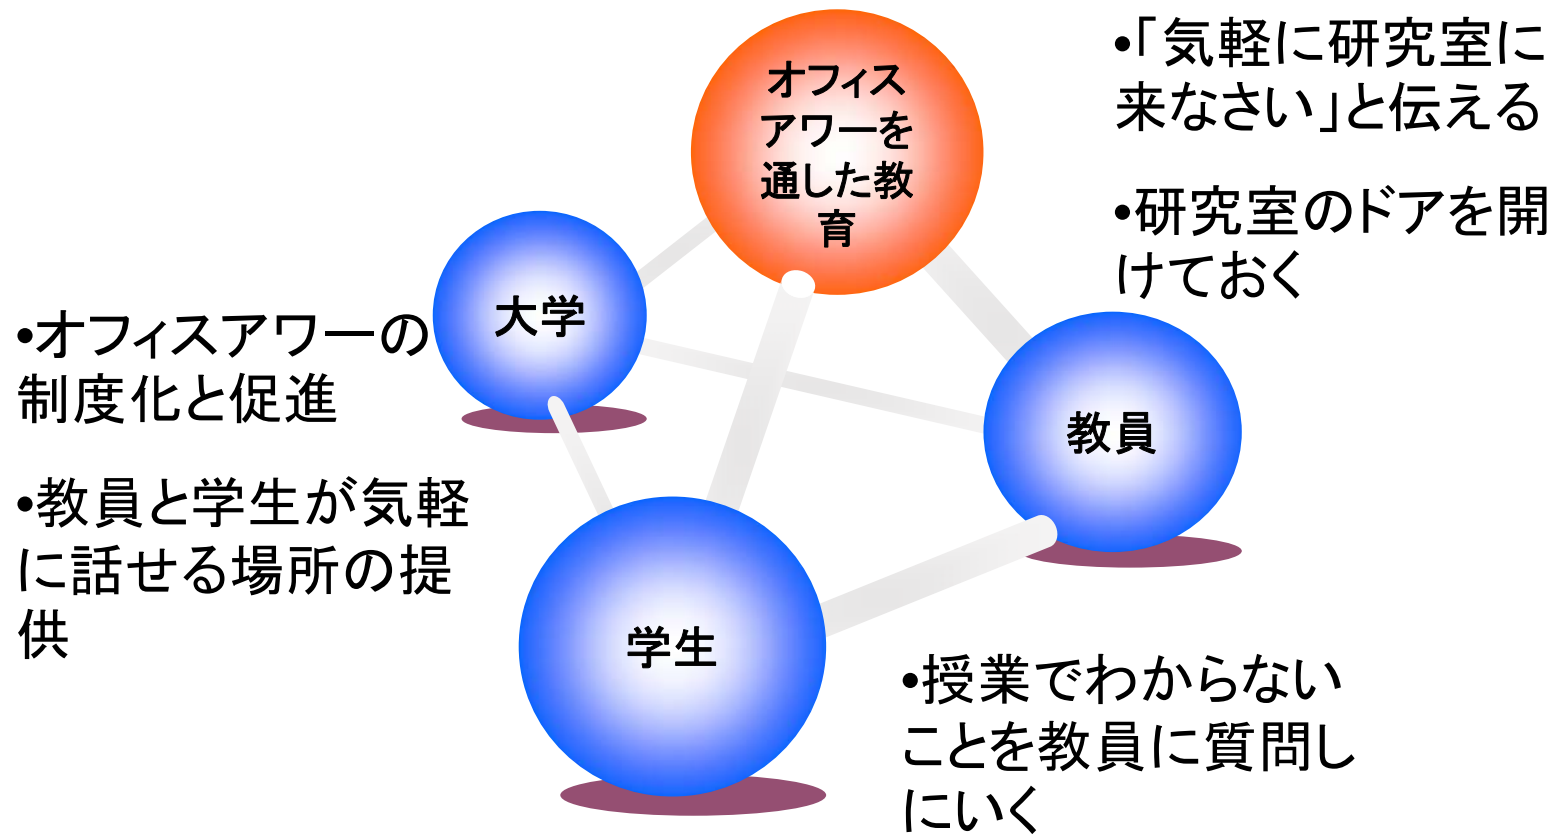 オフィス
アワーを
通した教
育
•「気軽に研究室に
来なさい」と伝える
•研究室のドアを開
けておく
大学
•オフィスアワーの
制度化と促進
•教員と学生が気軽
に話せる場所の提
供
教員
学生
•授業でわからない
ことを教員に質問し
にいく